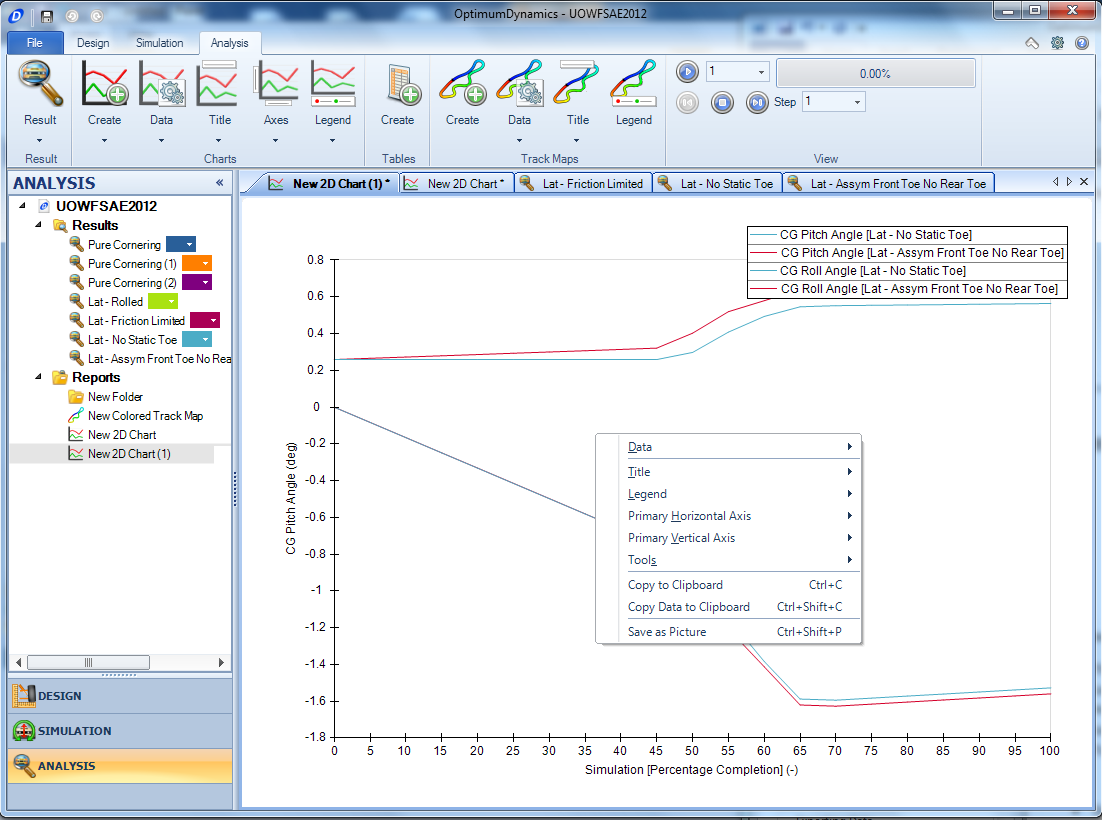 OptimumDynamics - UOWFSAE2012
File Design Simulation Analysis
Result Create Data Title Axes Legend Create Create Data Title Legend
1 0.00%
Step 1
Result Charts Tables Track Maps View
ANALYSIS «
New 2D Chart (1) * New 2D Chart * Lat - Friction Limited Lat - No Static Toe Lat - Assym Front Toe No Rear Toe
UOWFSAE2012
Results
Pure Cornering
Pure Cornering (1)
Pure Cornering (2)
Lat - Rolled
Lat - Friction Limited
Lat - No Static Toe
Lat - Assym Front Toe No Rea
Reports
New Folder
New Colored Track Map
New 2D Chart
New 2D Chart (1)
DESIGN
SIMULATION
ANALYSIS
CG Pitch Angle [Lat - No Static Toe]
CG Pitch Angle [Lat - Assym Front Toe No Rear Toe]
CG Roll Angle [Lat - No Static Toe]
CG Roll Angle [Lat - Assym Front Toe No Rear Toe]
0.8
0.6
0.4
0.2
0
-0.2
-0.4
-0.6
-0.8
-1
-1.2
-1.4
-1.6
-1.8
CG Pitch Angle (deg)
Data
Title
Legend
Primary Horizontal Axis
Primary Vertical Axis
Tools
Copy to Clipboard Ctrl+C
Copy Data to Clipboard Ctrl+Shift+C
Save as Picture Ctrl+Shift+P
0 5 10 15 20 25 30 35 40 45 50 55 60 65 70 75 80 85 90 95 100
Simulation [Percentage Completion] (-)